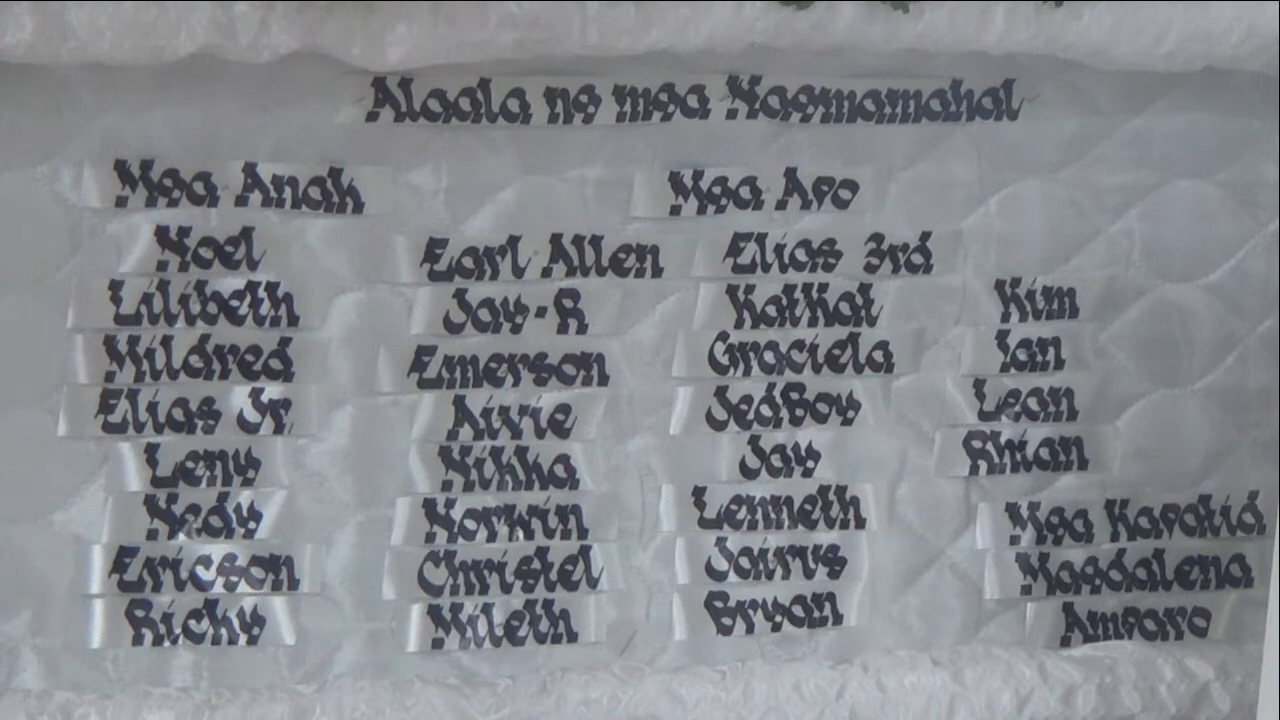 Alaala ng mga Nagmamahal
Mga Anak
Noel
Lilibeth
Mildred
Elias Jr.
Leny
Nedy
Ericson
Ricky
Mga Apo
Earl Allen
Jay-R
Emerson
Aivie
Nikka
Norwin
Christel
Mileth
Elias 3rd
KatKat
Graciela
JedBoy
Jay
Lenneth
Jairus
Bryan
Kim
Ian
Lean
Rhian
Mga Kapatid
Magdalena
Amparo